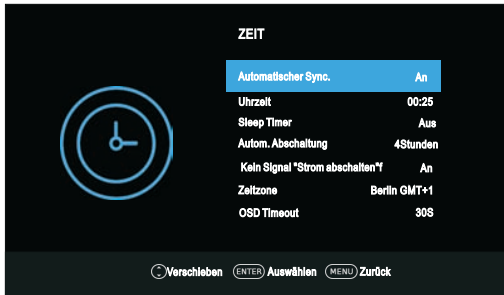 ZEIT
Automatischer Sync. An
Uhrzeit 00:25
Sleep Timer Aus
Autom. Abschaltung 4Stunden
Kein Signal "Strom abschalten"f An
Zeitzone Berlin GMT+1
OSD Timeout 30S
Verschieben ENTER Auswählen MENU Zurück